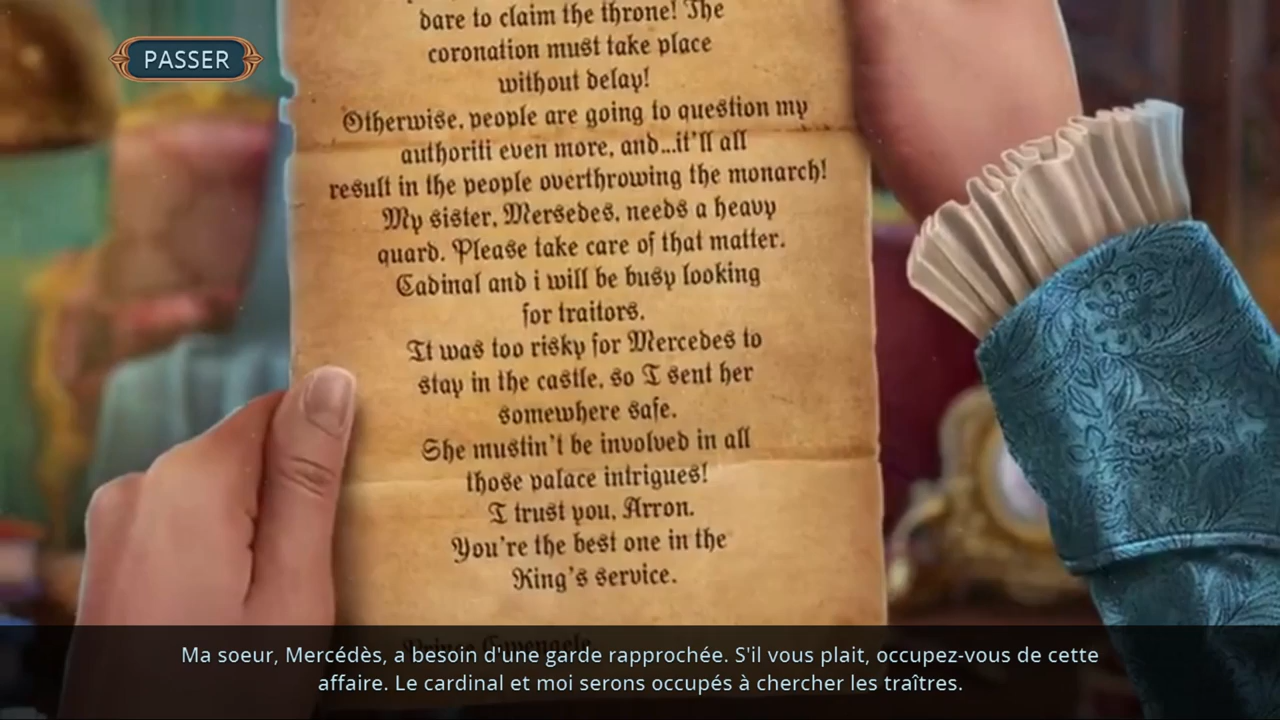 PASSER
dare to claim the throne! The
coronation must take place
without delay!
Otherwise, people are going to question my
authoriti even more, and...it'll all
result in the people overthrowing the monarch!
My sister, Mersedes, needs a heavy
guard. Please take care of that matter.
Cadinal and i will be busy looking
for traitors.
It was too risky for Mercedes to
stay in the castle, so I sent her
somewhere safe.
She mustin't be involved in all
those palace intrigues!
I trust you, Arron.
You're the best one in the
King's service.
Ma soeur, Mercédès, a besoin d'une garde rapprochée. S'il vous plait, occupez-vous de cette
affaire. Le cardinal et moi serons occupés à chercher les traîtres.